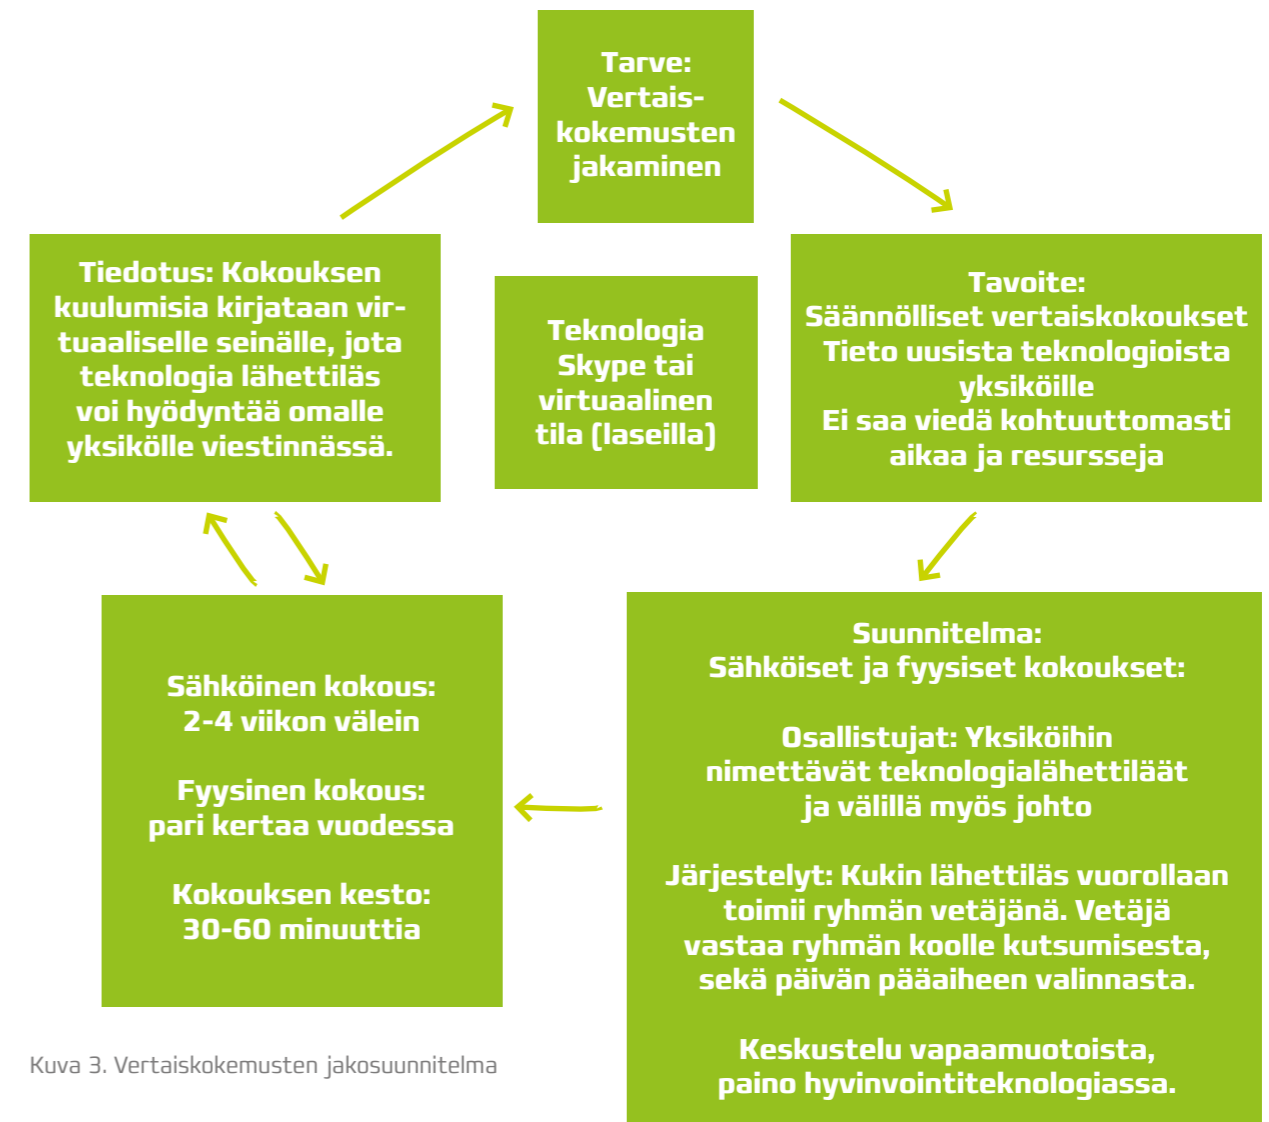 Tarve:
Vertais-
kokemusten
jakaminen
Tiedotus: Kokouksen
kuulumisia kirjataan vir-
tuaaliselle seinälle, jota
teknologia lähettiläs
voi hyödyntää omalle
yksikölle viestinnässä.
Teknologia
Skype tai
virtuaalinen
tila (laseilla)
Tavoite:
Säännölliset vertaiskokoukset
Tieto uusista teknologioista
yksiköille
Ei saa viedä kohtuuttomasti
aikaa ja resursseja
Sähköinen kokous:
2-4 viikon välein
Fyysinen kokous:
pari kertaa vuodessa
Kokouksen kesto:
30-60 minuuttia
Suunnitelma:
Sähköiset ja fyysiset kokoukset:
Osallistujat: Yksiköihin
nimettävät teknologialähettiläät
ja välillä myös johto
Järjestelyt: Kukin lähettiläs vuorollaan
toimii ryhmän vetäjänä. Vetäjä
vastaa ryhmän koolle kutsumisesta,
sekä päivän pääaiheen valinnasta.
Keskustelu vapaamuotoista,
paino hyvinvointiteknologiassa.
Kuva 3. Vertaiskokemusten jakosuunnitelma